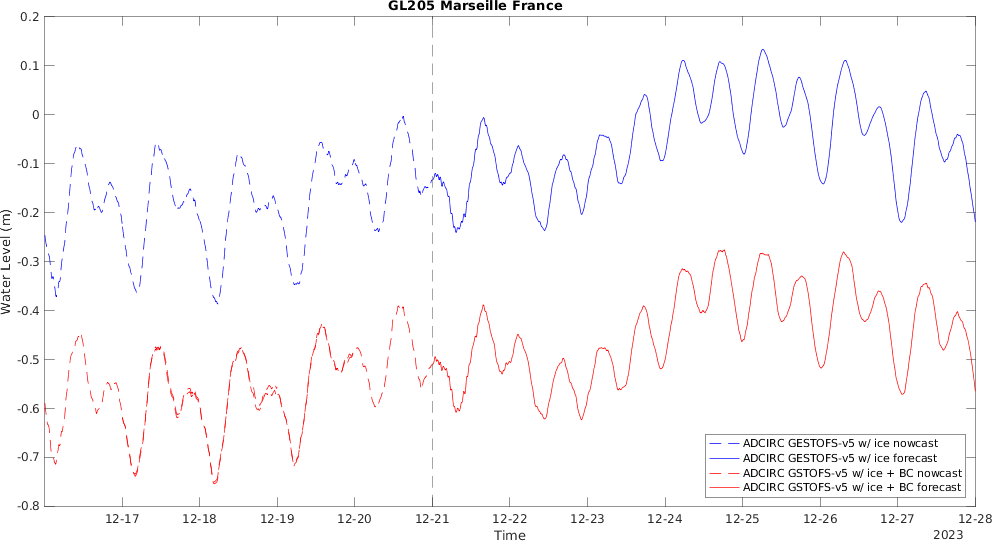 GL205 Marseille France
0.2
0.1
0
-0.1
-0.2
-0.3
-0.4
-0.5
-0.6
-0.7
-0.8
Water Level (m)
ADCIRC GESTOFS-v5 w/ ice nowcast
ADCIRC GESTOFS-v5 w/ ice forecast
ADCIRC GSTOFS-v5 w/ ice + BC nowcast
ADCIRC GSTOFS-v5 w/ ice + BC forecast
12-17 12-18 12-19 12-20 12-21 12-22 12-23 12-24 12-25 12-26 12-27 12-28
Time
2023